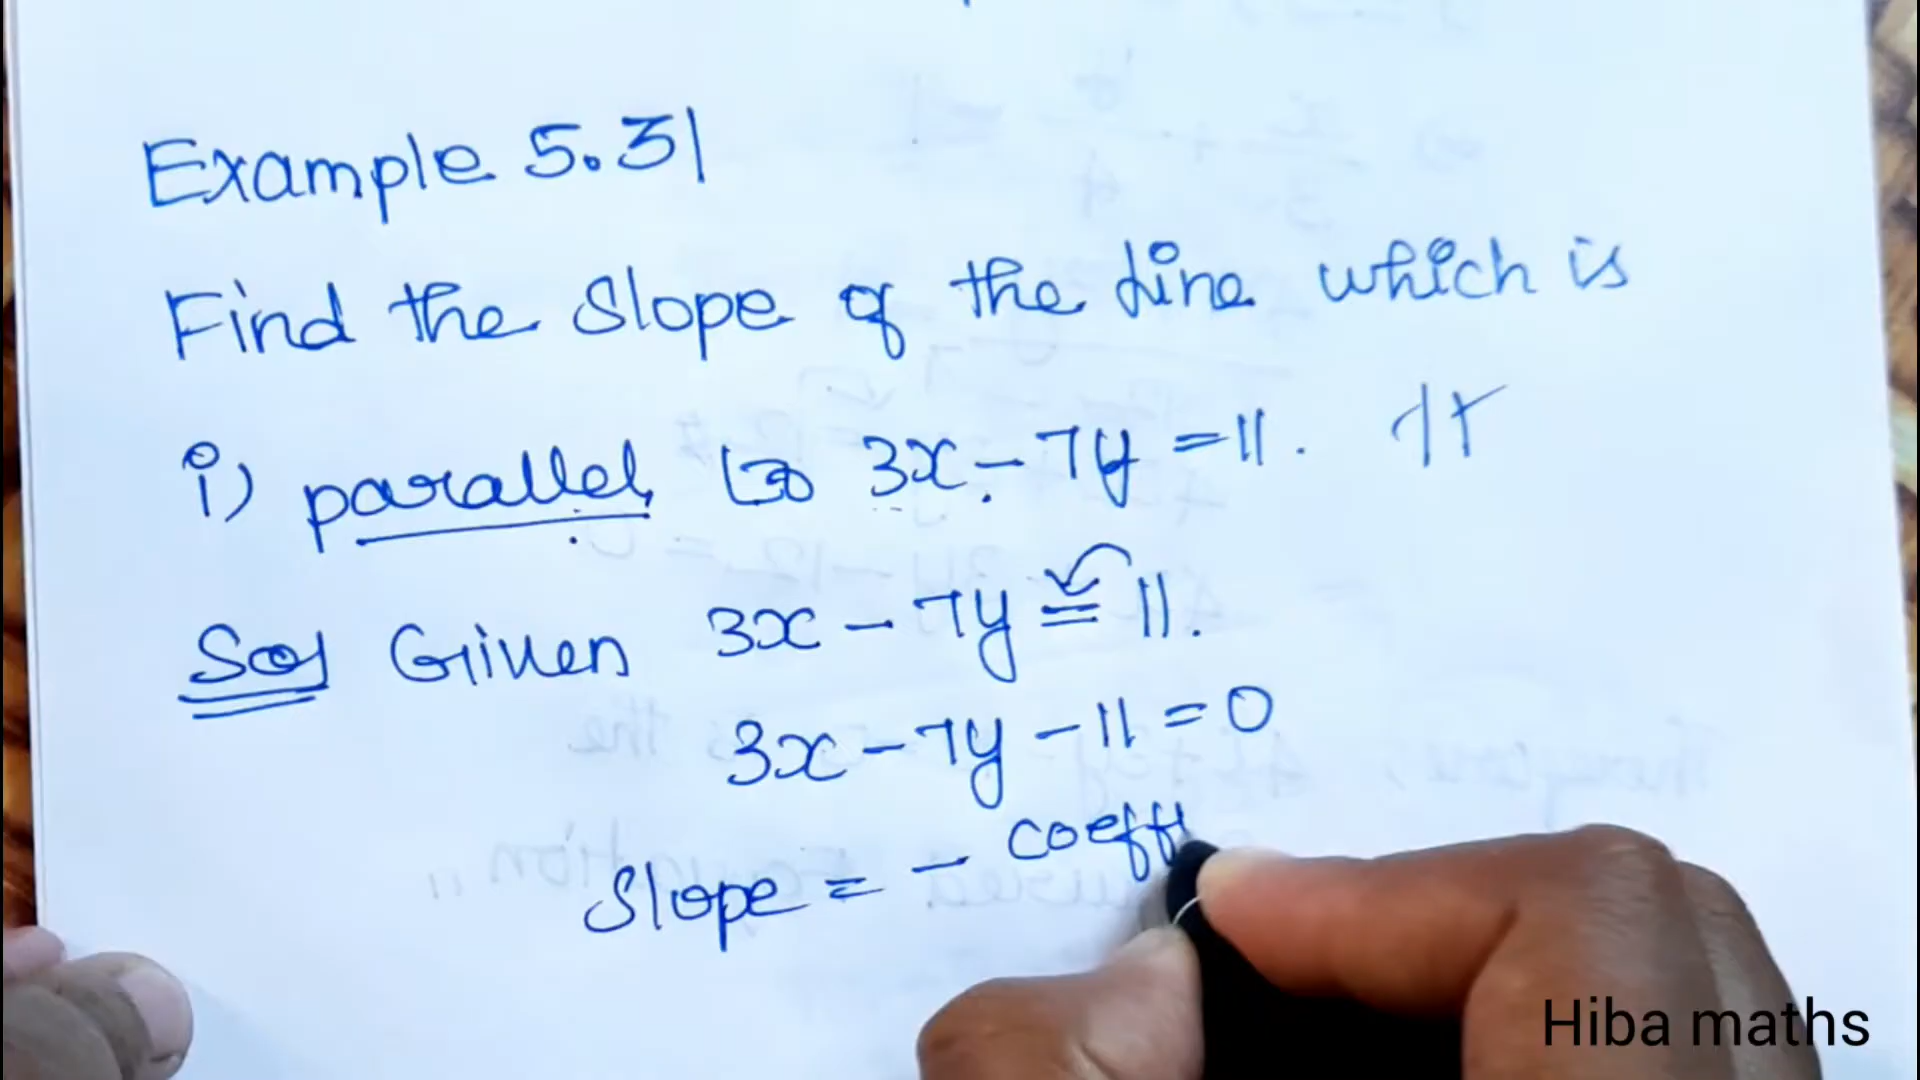 Example 5.31
Find the Slope of the line which is
i) parallel to 3x - 7y = 11.
Sol Given 3x - 7y = 11.
3x - 7y - 11 = 0
Slope = - coeffi
Hiba maths